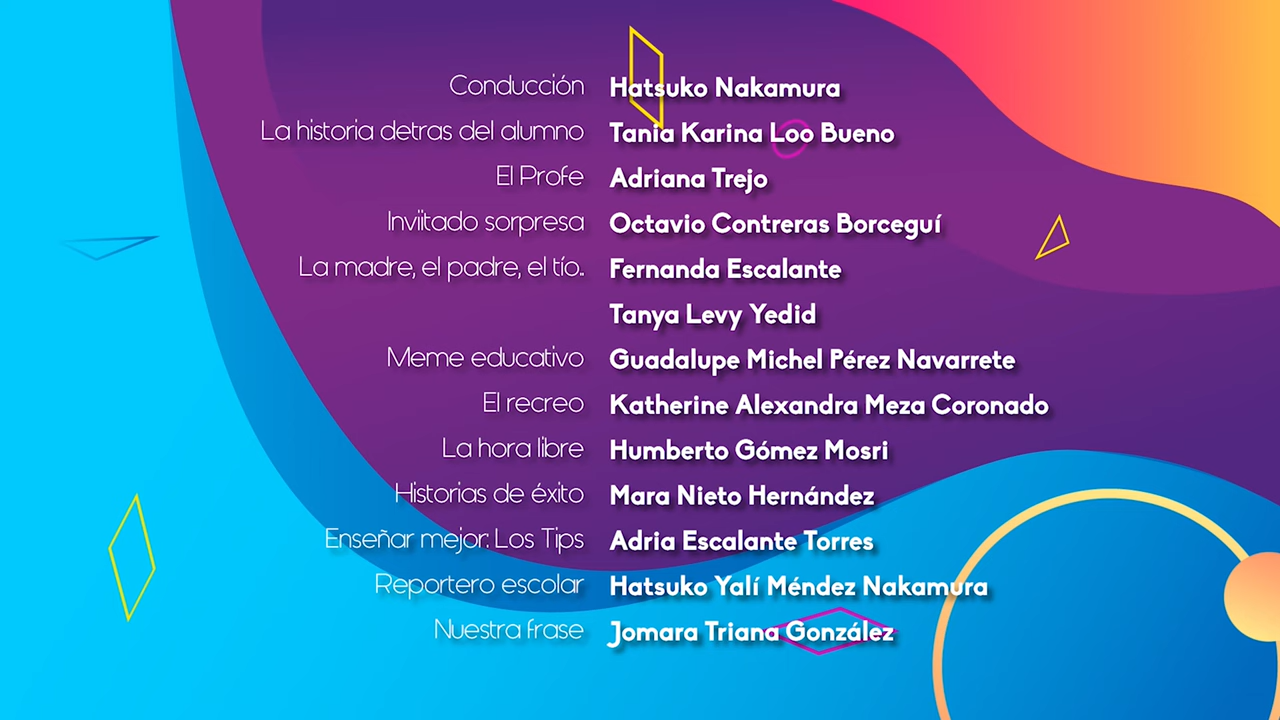 Conducción Hatsuko Nakamura
La historia detras del alumno Tania Karina Loo Bueno
El Profe Adriana Trejo
Inviitado sorpresa Octavio Contreras Borceguí
La madre, el padre, el tío.. Fernanda Escalante
Tanya Levy Yedid
Meme educativo Guadalupe Michel Pérez Navarrete
El recreo Katherine Alexandra Meza Coronado
La hora libre Humberto Gómez Mosri
Historias de éxito Mara Nieto Hernández
Enseñar mejor: Los Tips Adria Escalante Torres
Reportero escolar Hatsuko Yalí Méndez Nakamura
Nuestra frase Jomara Triana González